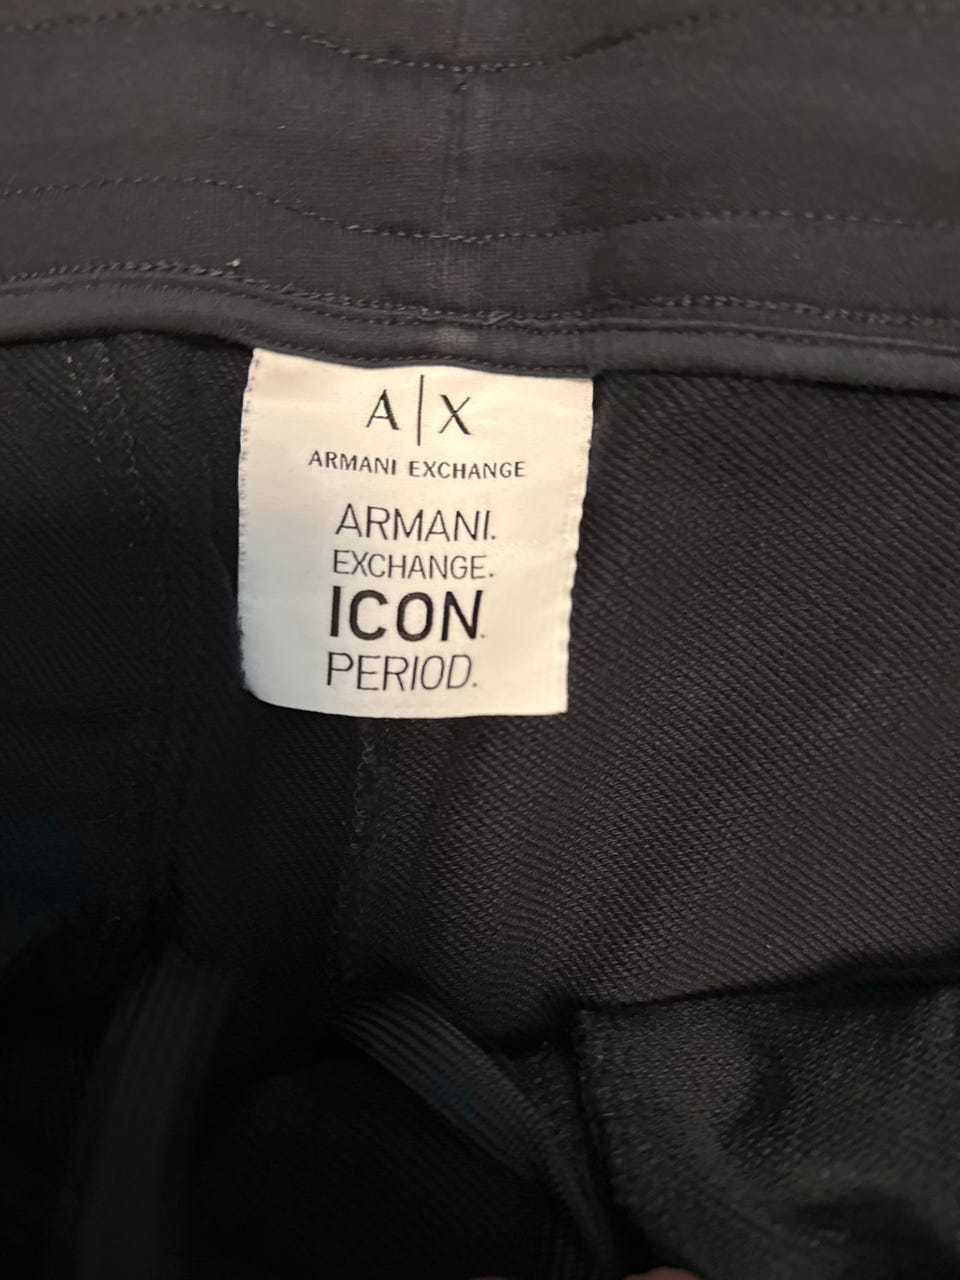 A|X
ARMANI EXCHANGE
ARMANI.
EXCHANGE.
ICON.
PERIOD.